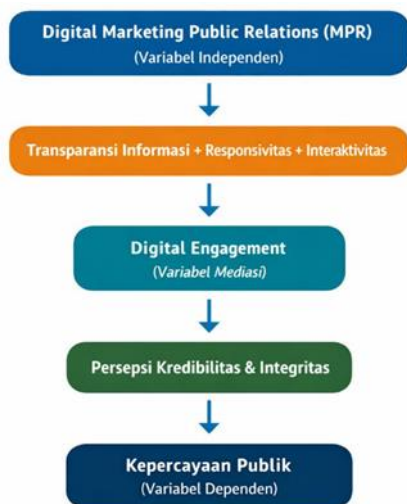 Digital Marketing Public Relations (MPR)
(Variabel Independen)
Transparansi Informasi + Responsivitas + Interaktivitas
Digital Engagement
(Variabel Mediasi)
Persepsi Kredibilitas & Integritas
Kepercayaan Publik
(Variabel Dependen)